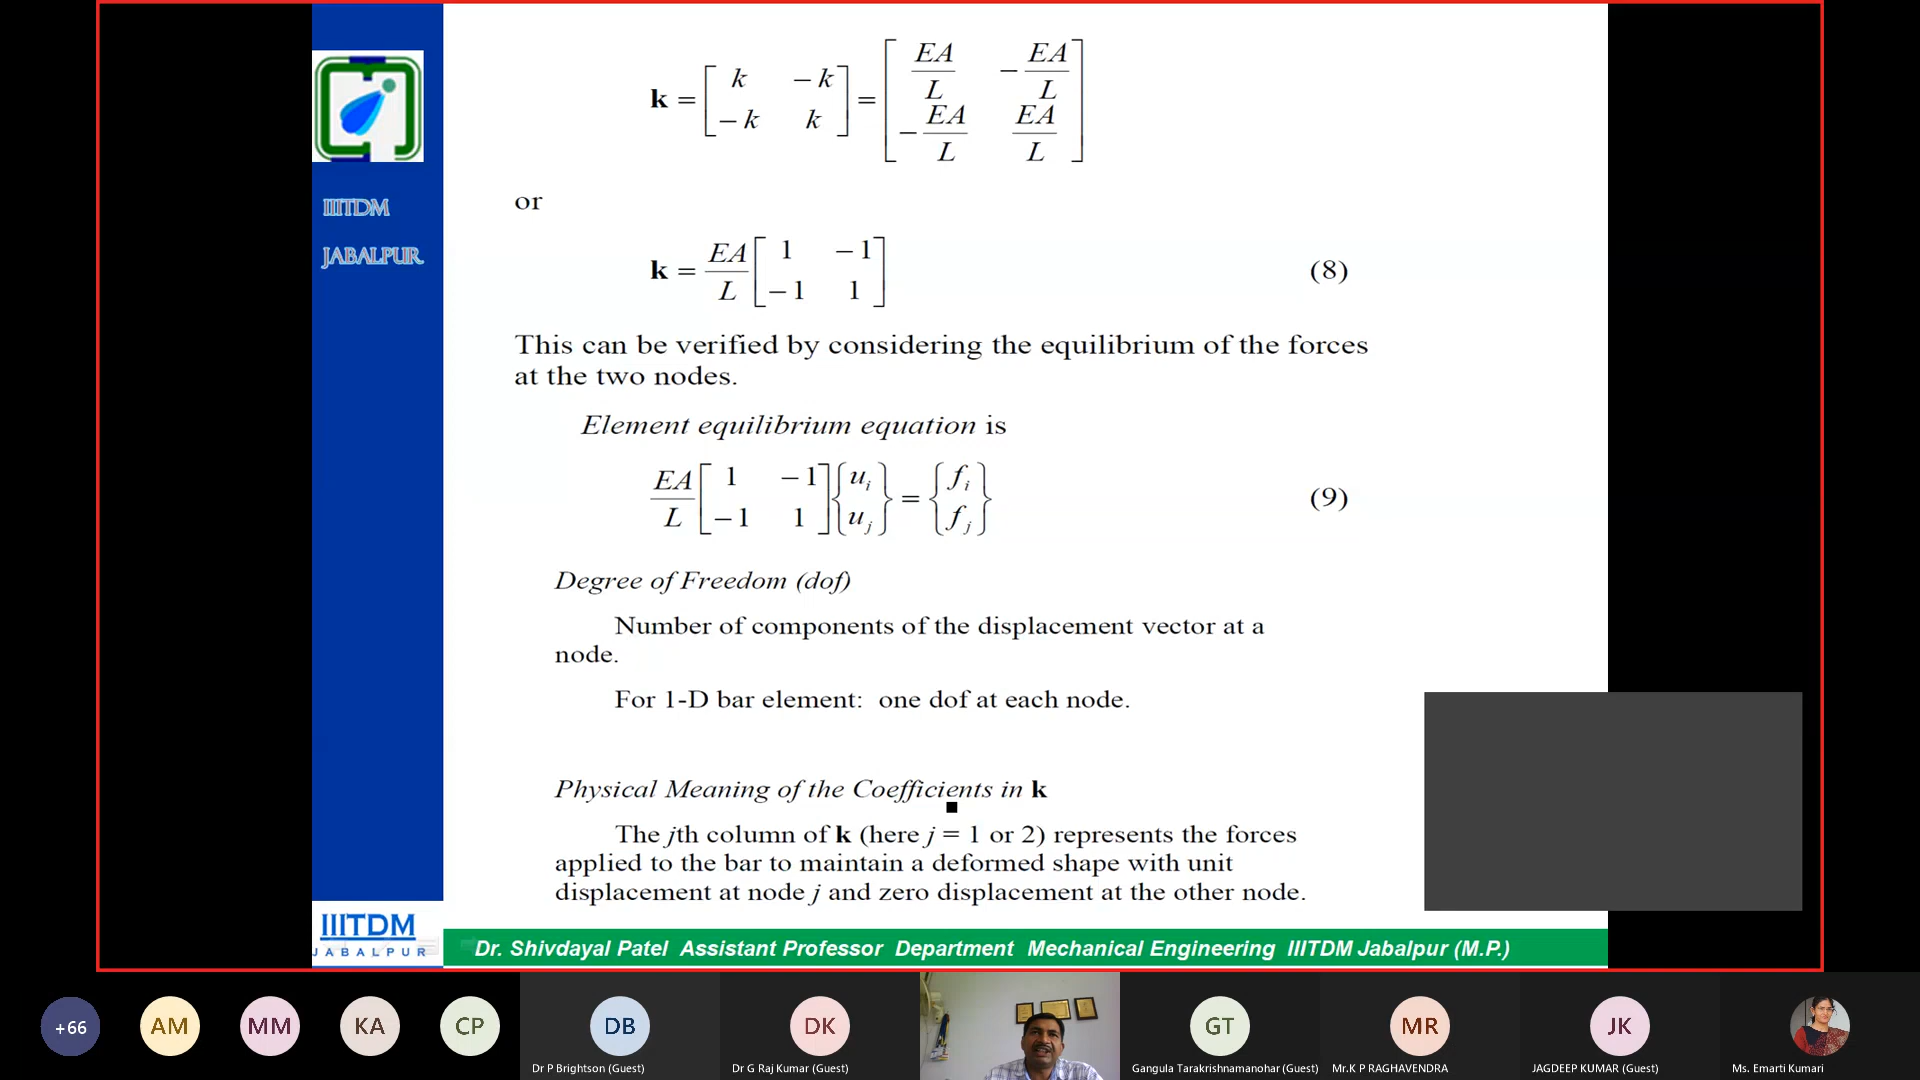 k = [ k  − k ; − k  k ] = [ EA/L  − EA/L ; − EA/L  EA/L ]
IIITDM
JABALPUR
or
k = EA/L [ 1  − 1 ; − 1  1 ] (8)
This can be verified by considering the equilibrium of the forces
at the two nodes.
Element equilibrium equation is
EA/L [ 1  − 1 ; − 1  1 ] { u_i ; u_j } = { f_i ; f_j } (9)
Degree of Freedom (dof)
Number of components of the displacement vector at a
node.
For 1-D bar element: one dof at each node.
Physical Meaning of the Coefficients in k
The jth column of k (here j = 1 or 2) represents the forces
applied to the bar to maintain a deformed shape with unit
displacement at node j and zero displacement at the other node.
IIITDM
JABALPUR
Dr. Shivdayal Patel Assistant Professor Department Mechanical Engineering IIITDM Jabalpur (M.P.)
+66 AM MM KA CP DB DK GT MR JK
Dr P Brightson (Guest) Dr G Raj Kumar (Guest) Gangula Tarakrishnamanohar (Guest) Mr.K P RAGHAVENDRA JAGDEEP KUMAR (Guest) Ms. Emarti Kumari